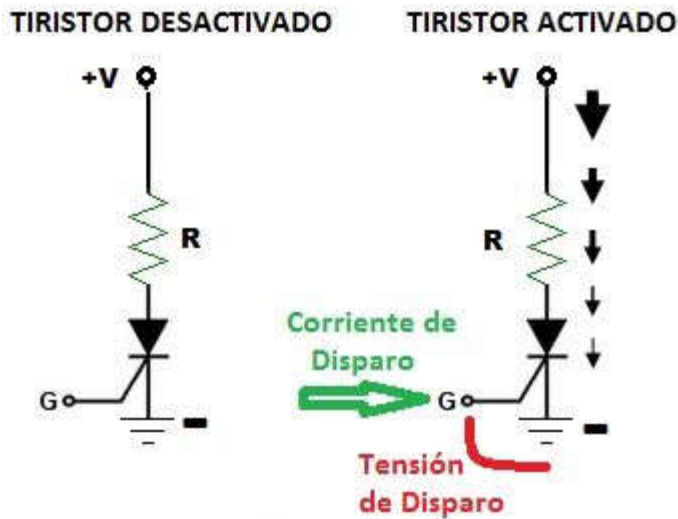 TIRISTOR DESACTIVADO
TIRISTOR ACTIVADO
+V
+V
R
R
Corriente de
Disparo
G
G
-
-
Tensión
de Disparo